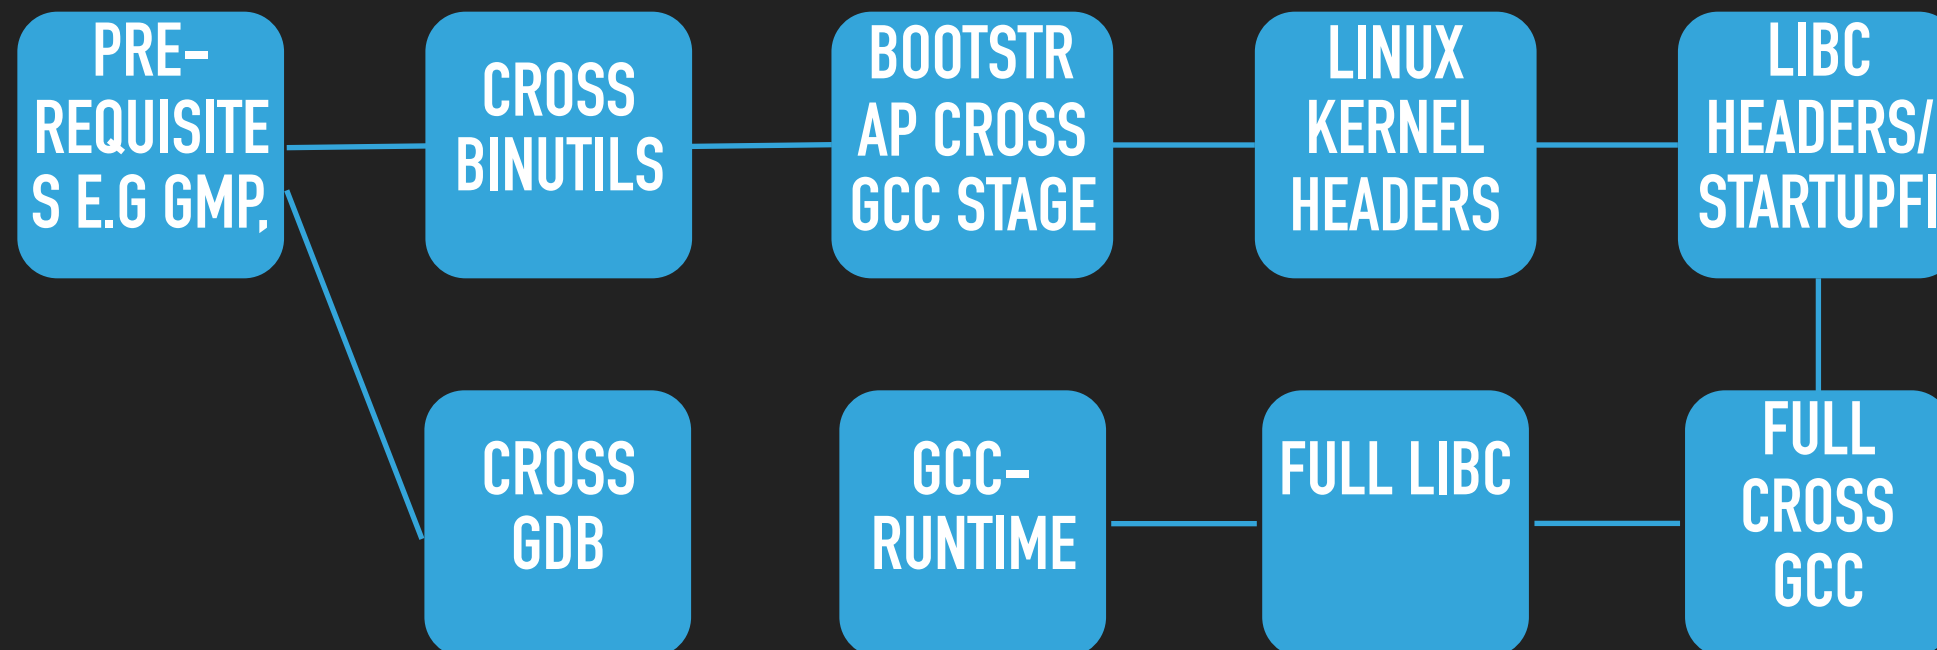 PRE-
REQUISITE
S E.G GMP,
CROSS
BINUTILS
BOOTSTR
AP CROSS
GCC STAGE
LINUX
KERNEL
HEADERS
LIBC
HEADERS/
STARTUPFI
CROSS
GDB
GCC-
RUNTIME
FULL LIBC
FULL
CROSS
GCC